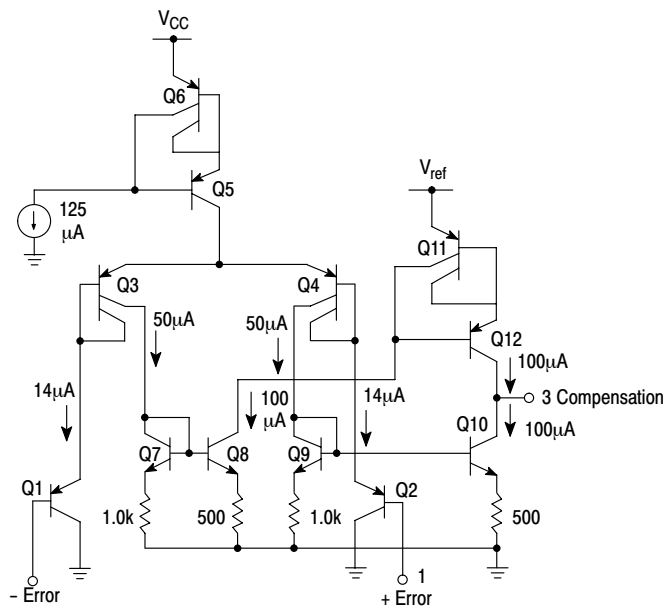 VCC
Q6
Q5
125
μA
Vref
Q11
Q3
Q4
50μA
50μA
Q12
100μA
14μA
100
μA
14μA
3 Compensation
100μA
Q10
Q7
Q8
Q9
Q1
Q2
1.0k
500
1.0k
500
– Error
1
+ Error